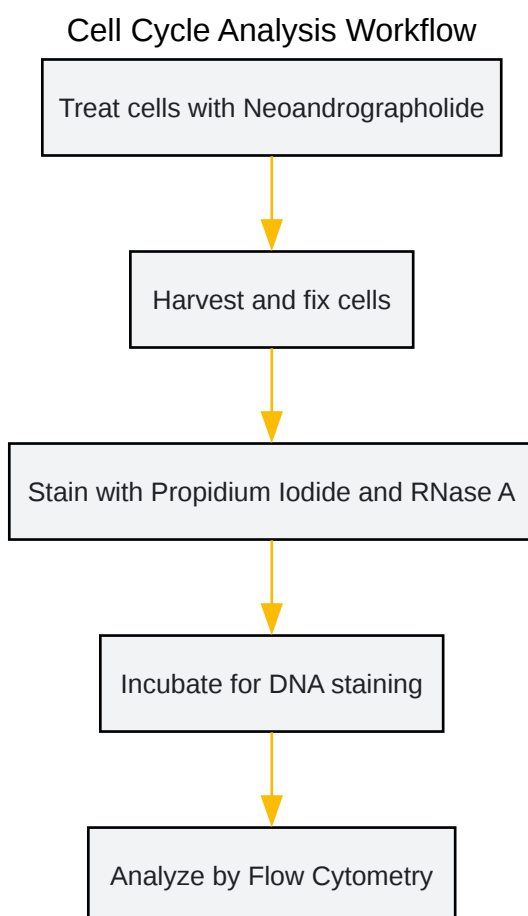 Cell Cycle Analysis Workflow
Treat cells with Neoandrographolide
Harvest and fix cells
Stain with Propidium Iodide and RNase A
Incubate for DNA staining
Analyze by Flow Cytometry